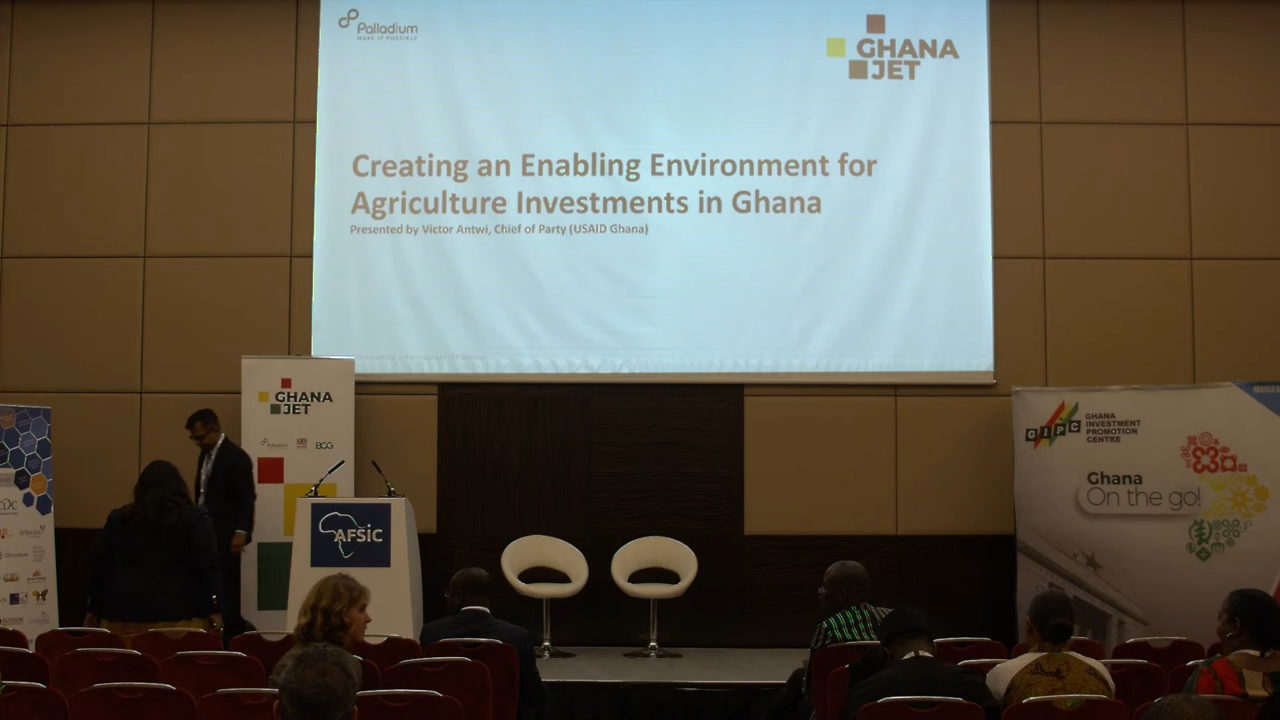 Palladium
MAKE IT POSSIBLE
GHANA
JET
Creating an Enabling Environment for
Agriculture Investments in Ghana
Presented by Victor Antwi, Chief of Party (USAID Ghana)
GHANA
JET
Palladium
BCG
AFSIC
GIPC
GHANA
INVESTMENT
PROMOTION
CENTRE
Ghana
On the go!